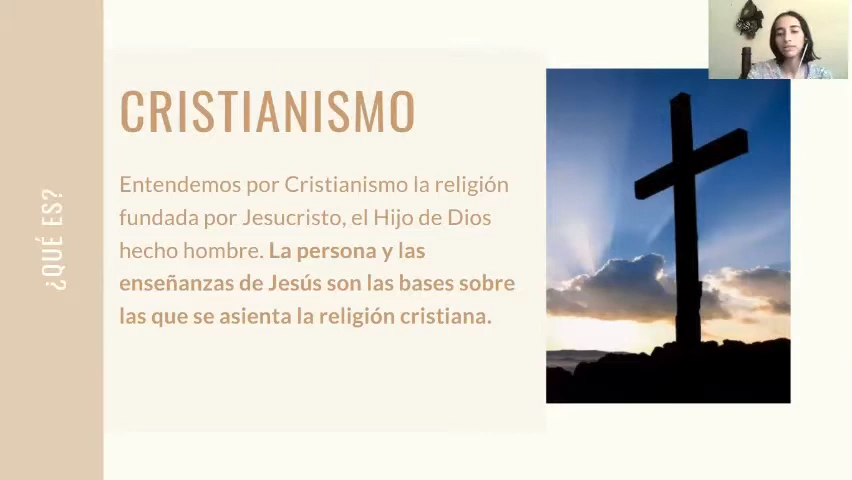 ¿QUÉ ES?
CRISTIANISMO
Entendemos por Cristianismo la religión
fundada por Jesucristo, el Hijo de Dios
hecho hombre. La persona y las
enseñanzas de Jesús son las bases sobre
las que se asienta la religión cristiana.